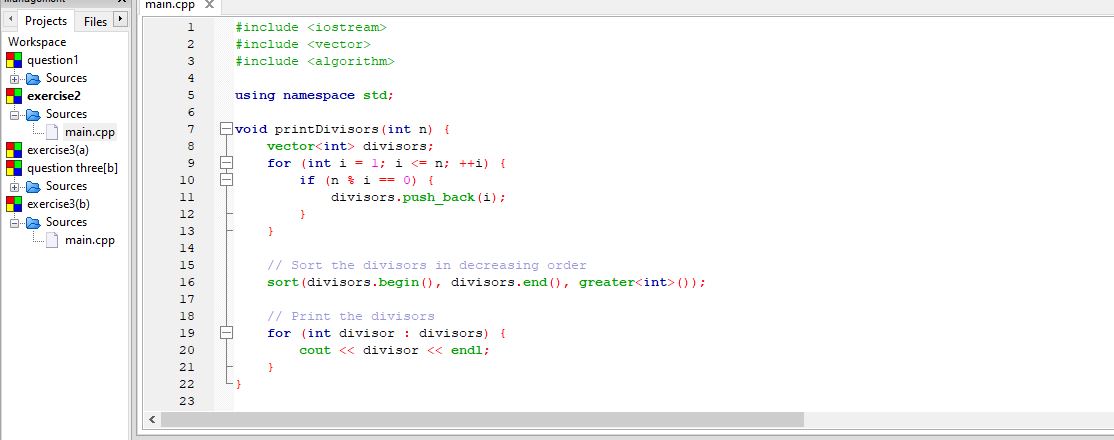 Management
main.cpp X
Projects Files
Workspace
question1
Sources
exercise2
Sources
main.cpp
exercise3(a)
question three[b]
Sources
exercise3(b)
Sources
main.cpp
1 #include <iostream>
2 #include <vector>
3 #include <algorithm>
4
5 using namespace std;
6
7 void printDivisors(int n) {
8 vector<int> divisors;
9 for (int i = 1; i <= n; ++i) {
10 if (n % i == 0) {
11 divisors.push_back(i);
12 }
13 }
14
15 // Sort the divisors in decreasing order
16 sort(divisors.begin(), divisors.end(), greater<int>());
17
18 // Print the divisors
19 for (int divisor : divisors) {
20 cout << divisor << endl;
21 }
22 }
23